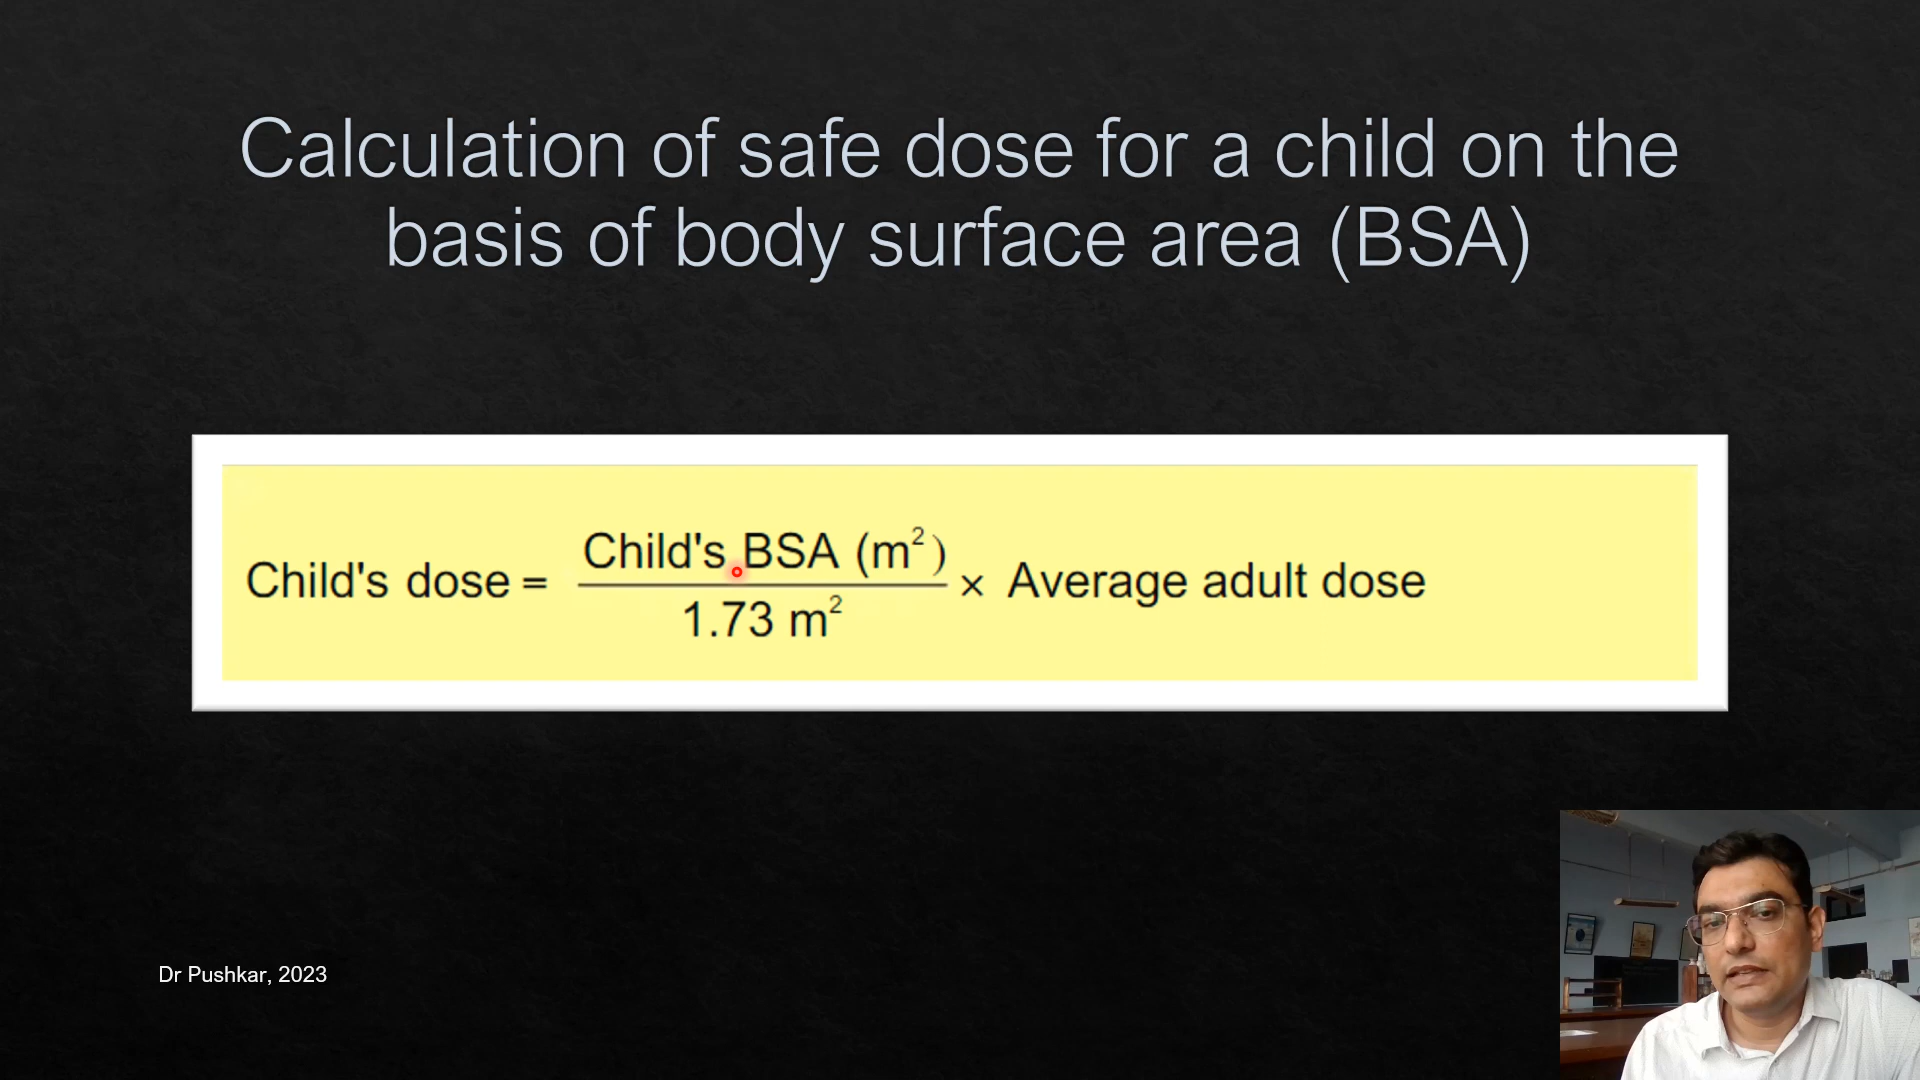 Calculation of safe dose for a child on the
basis of body surface area (BSA)
Child's dose = Child's BSA (m²) / 1.73 m² × Average adult dose
Dr Pushkar, 2023